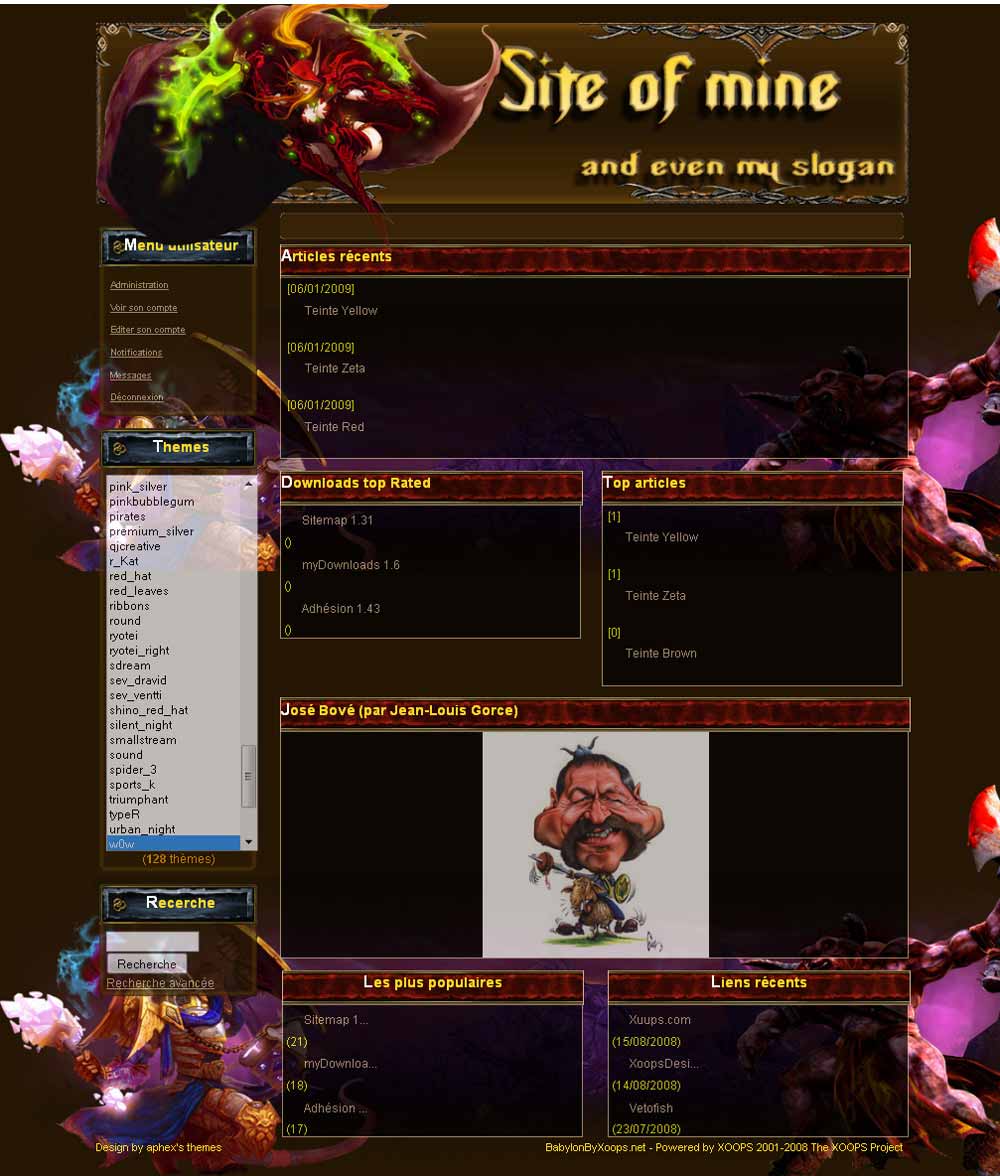 Site of mine
and even my slogan
Menu utilisateur
Administration
Voir son compte
Editer son compte
Notifications
Messages
Déconnexion
Themes
pink_silver
pinkbubblegum
pirates
premium_silver
qjcreative
r_Kat
red_hat
red_leaves
ribbons
round
ryotei
ryotei_right
sdream
sev_dravid
sev_ventti
shino_red_hat
silent_night
smallstream
sound
spider_3
sports_k
triumphant
typeR
urban_night
w0w
(128 thèmes)
Recerche
Recherche
Recherche avancée
Articles récents
[06/01/2009]
Teinte Yellow
[06/01/2009]
Teinte Zeta
[06/01/2009]
Teinte Red
Downloads top Rated
Sitemap 1.31
()
myDownloads 1.6
()
Adhésion 1.43
()
Top articles
[1]
Teinte Yellow
[1]
Teinte Zeta
[0]
Teinte Brown
José Bové (par Jean-Louis Gorce)
Les plus populaires
Sitemap 1...
(21)
myDownloa...
(18)
Adhésion ...
(17)
Liens récents
Xuups.com
(15/08/2008)
XoopsDesi...
(14/08/2008)
Vetofish
(23/07/2008)
Design by aphex's themes
BabylonByXoops.net - Powered by XOOPS 2001-2008 The XOOPS Project